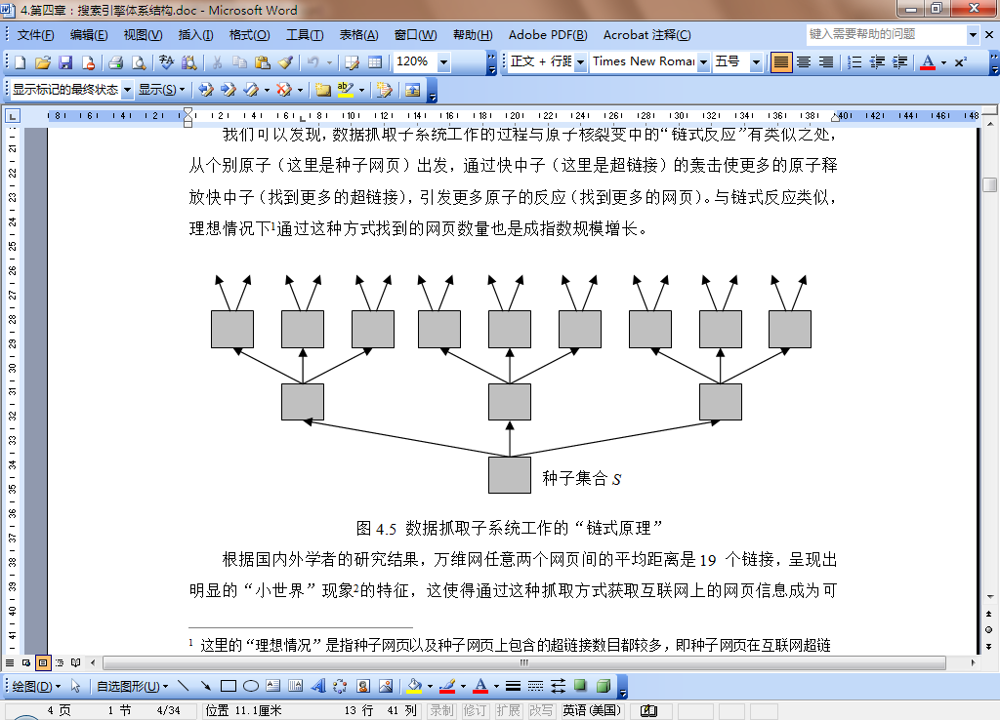 4.第四章：搜索引擎体系结构.doc - Microsoft Word
文件(F) 编辑(E) 视图(V) 插入(I) 格式(O) 工具(T) 表格(A) 窗口(W) 帮助(H) Adobe PDF(B) Acrobat 注释(C) 键入需要帮助的问题
120% 正文 + 行距 Times New Roman 五号
显示标记的最终状态 显示(S)
我们可以发现，数据抓取子系统工作的过程与原子核裂变中的“链式反应”有类似之处，
从个别原子（这里是种子网页）出发，通过快中子（这里是超链接）的轰击使更多的原子释
放快中子（找到更多的超链接），引发更多原子的反应（找到更多的网页）。与链式反应类似，
理想情况下1通过这种方式找到的网页数量也是成指数规模增长。
种子集合 S
图 4.5 数据抓取子系统工作的“链式原理”
根据国内外学者的研究结果，万维网任意两个网页间的平均距离是 19 个链接，呈现出
明显的“小世界”现象2的特征，这使得通过这种抓取方式获取互联网上的网页信息成为可
1 这里的“理想情况”是指种子网页以及种子网页上包含的超链接数目都较多，即种子网页在互联网超链
绘图(D) 自选图形(U)
4 页 1 节 4/34 位置 11.1厘米 13 行 41 列 录制 修订 扩展 改写 英语(美国)